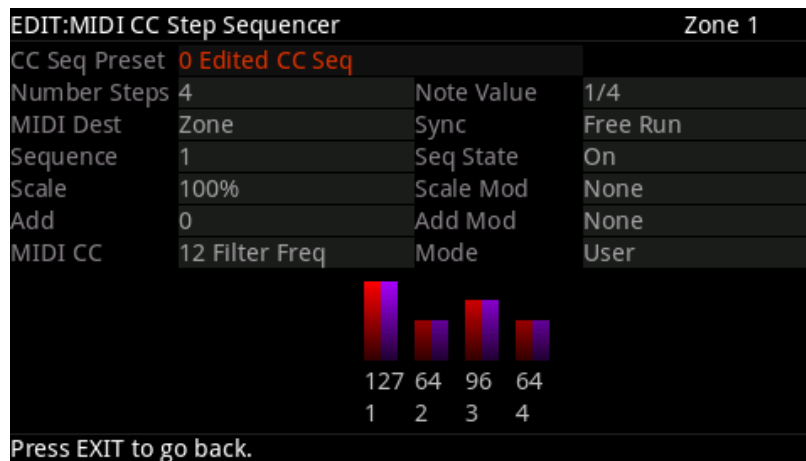 EDIT:MIDI CC Step Sequencer Zone 1
CC Seq Preset 0 Edited CC Seq
Number Steps 4 Note Value 1/4
MIDI Dest Zone Sync Free Run
Sequence 1 Seq State On
Scale 100% Scale Mod None
Add 0 Add Mod None
MIDI CC 12 Filter Freq Mode User
127 64 96 64
1 2 3 4
Press EXIT to go back.